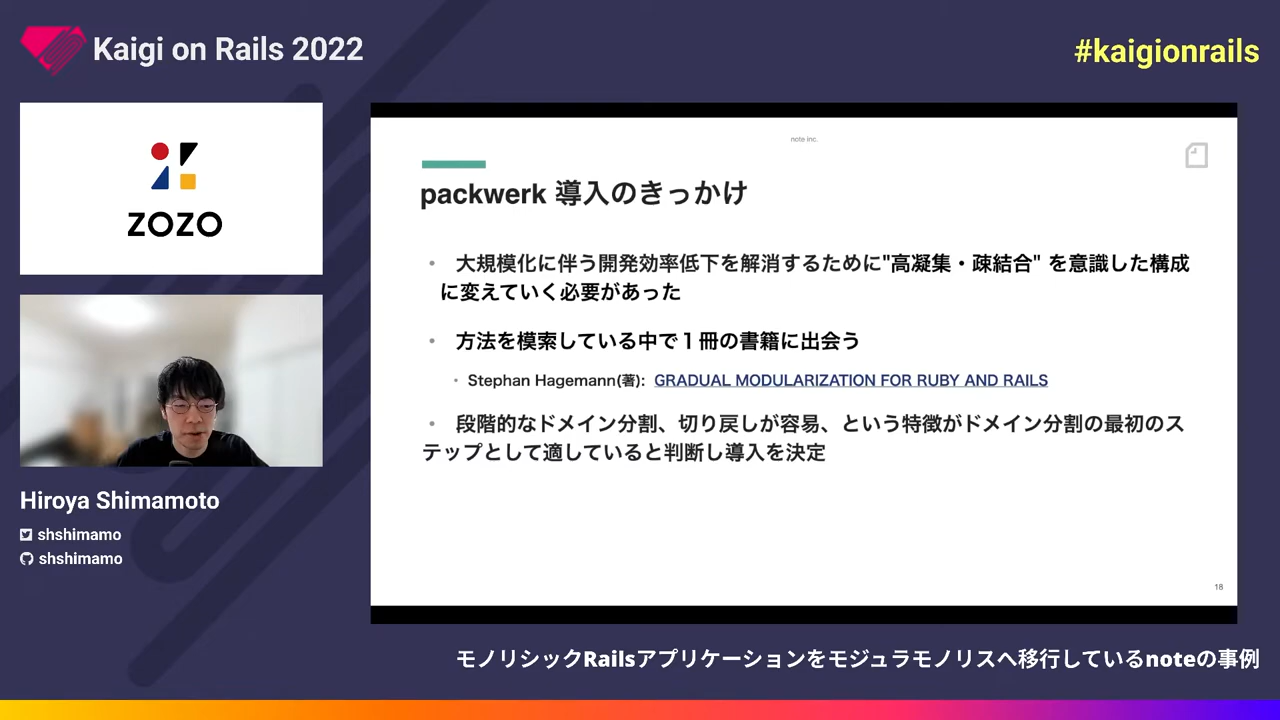 Kaigi on Rails 2022
#kaigionrails
ZOZO
Hiroya Shimamoto
shshimamo
shshimamo
note inc.
packwerk 導入のきっかけ
• 大規模化に伴う開発効率低下を解消するために"高凝集・疎結合" を意識した構成
に変えていく必要があった
• 方法を模索している中で１冊の書籍に出会う
• Stephan Hagemann(著): GRADUAL MODULARIZATION FOR RUBY AND RAILS
• 段階的なドメイン分割、切り戻しが容易、という特徴がドメイン分割の最初のス
テップとして適していると判断し導入を決定
18
モノリシックRailsアプリケーションをモジュラモノリスへ移行しているnoteの事例